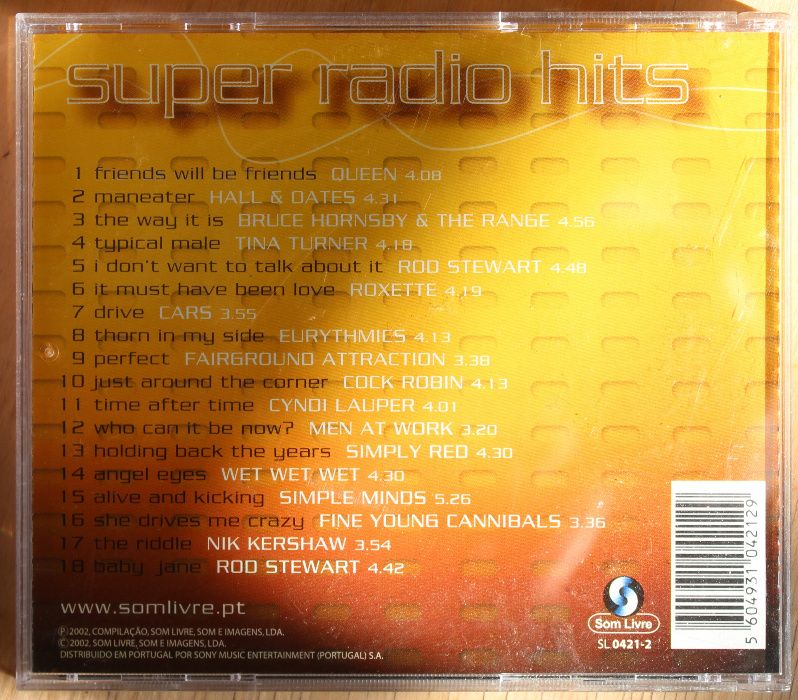 super radio hits
1 friends will be friends QUEEN 4.08
2 maneater HALL & OATES 4.31
3 the way it is BRUCE HORNSBY & THE RANGE 4.56
4 typical male TINA TURNER 4.18
5 i don't want to talk about it ROD STEWART 4.48
6 it must have been love ROXETTE 4.19
7 drive CARS 3.55
8 thorn in my side EURYTHMIES 4.13
9 perfect FAIRGROUND ATTRACTION 3.38
10 just around the corner COCK ROBIN 4.13
11 time after time CYNDI LAUPER 4.01
12 who can it be now? MEN AT WORK 3.20
13 holding back the years SIMPLY RED 4.30
14 angel eyes WET WET WET 4.30
15 alive and kicking SIMPLE MINDS 5.26
16 she drives me crazy FINE YOUNG CANNIBALS 3.36
17 the riddle NIK KERSHAW 3.54
18 baby jane ROD STEWART 4.42
www.somlivre.pt
℗ 2002, COMPILAÇÃO, SOM LIVRE, SOM E IMAGENS, LDA.
© 2002, SOM LIVRE, SOM E IMAGENS, LDA.
DISTRIBUIDO EM PORTUGAL POR SONY MUSIC ENTERTAINMENT (PORTUGAL) S.A.
Som Livre
SL 0421-2
5 604931 042129